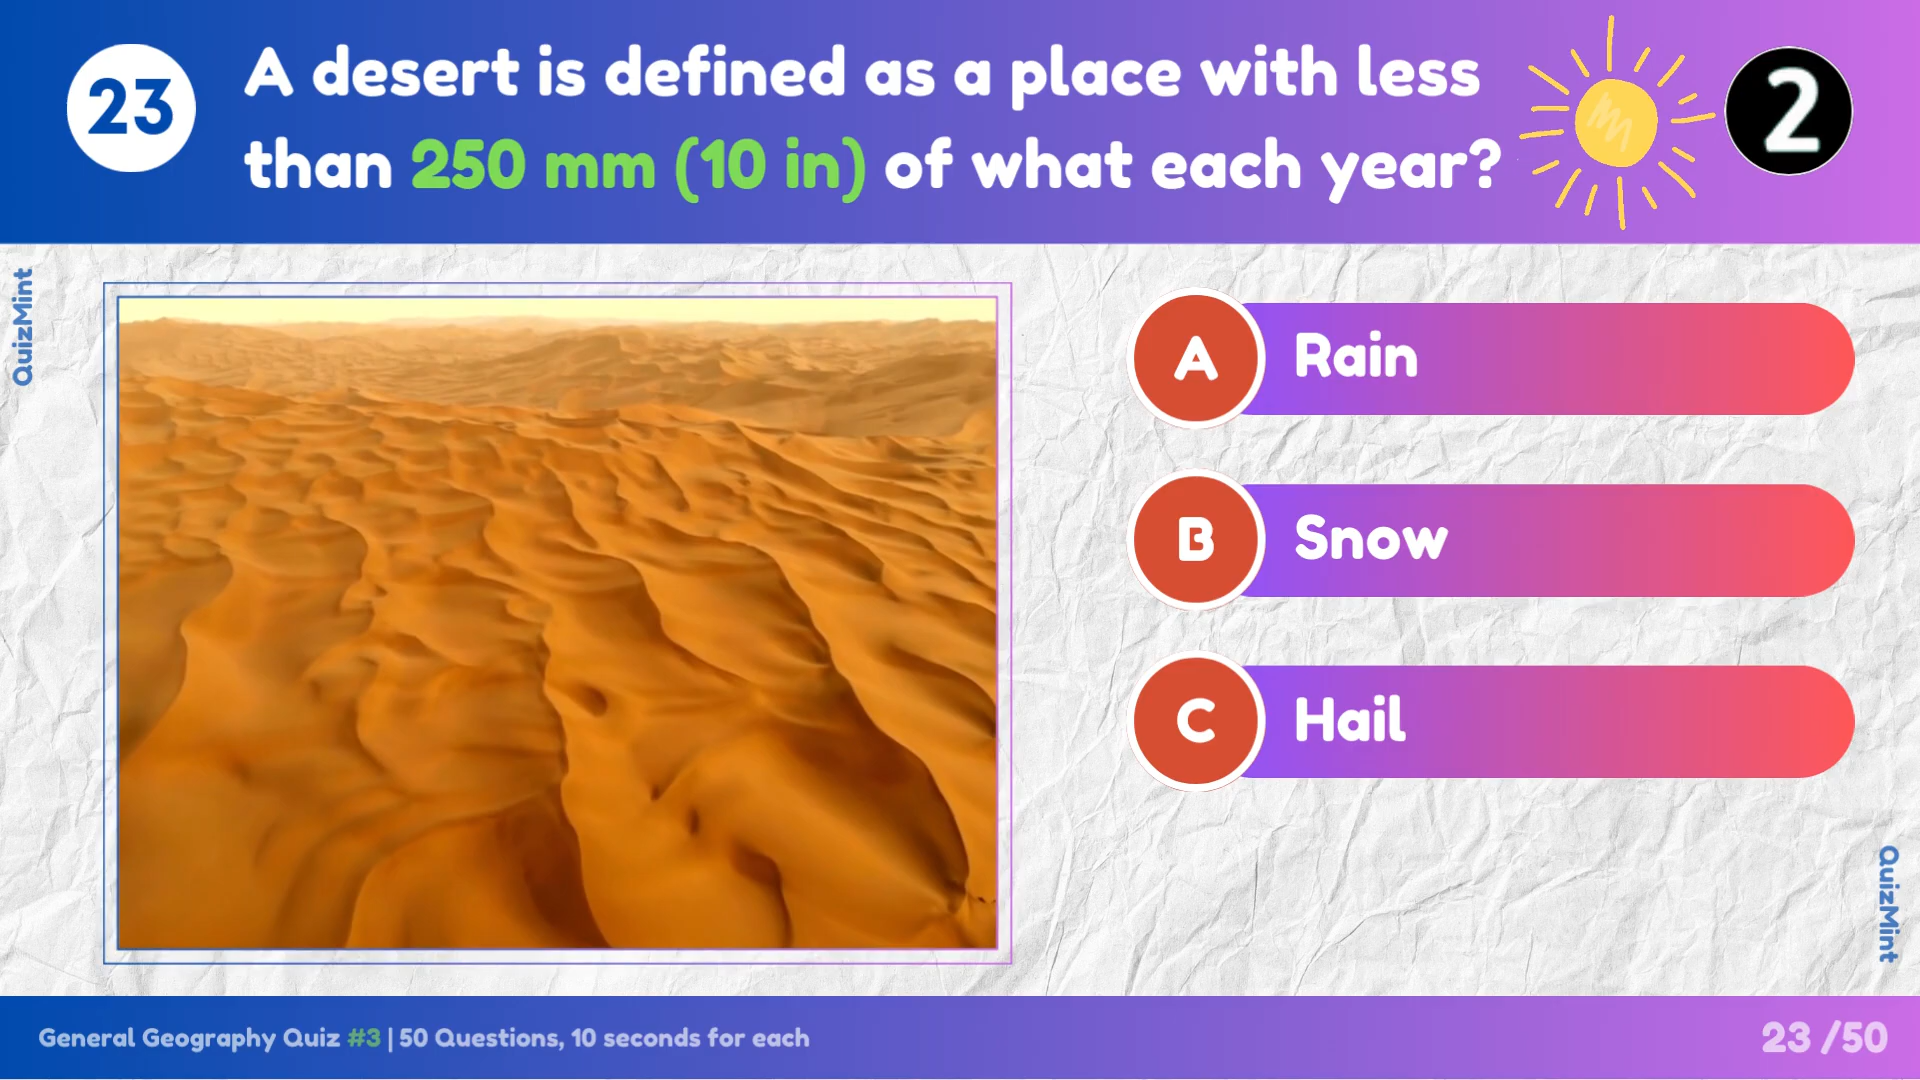 23
A desert is defined as a place with less
than 250 mm (10 in) of what each year?
2
QuizMint
A Rain
B Snow
C Hail
QuizMint
General Geography Quiz #3 | 50 Questions, 10 seconds for each
23 /50